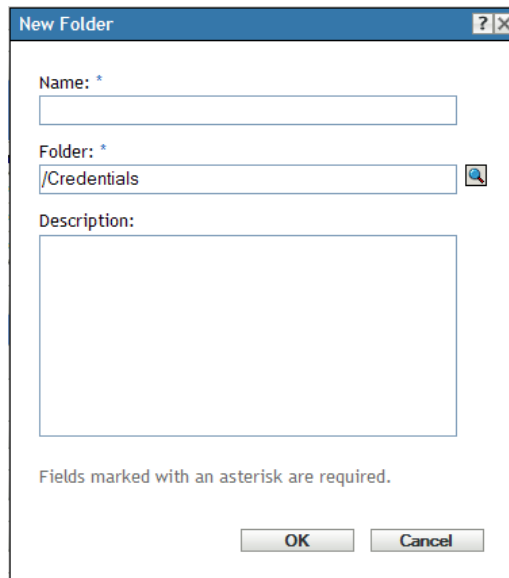 New Folder
?
Name: *
Folder: *
/Credentials
Description:
Fields marked with an asterisk are required.
OK Cancel